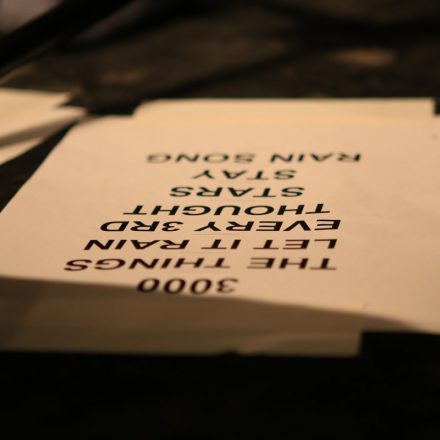 3000
THE THINGS
LET IT RAIN
EVERY 3RD
THOUGHT
STARS
STAY
RAIN SONG